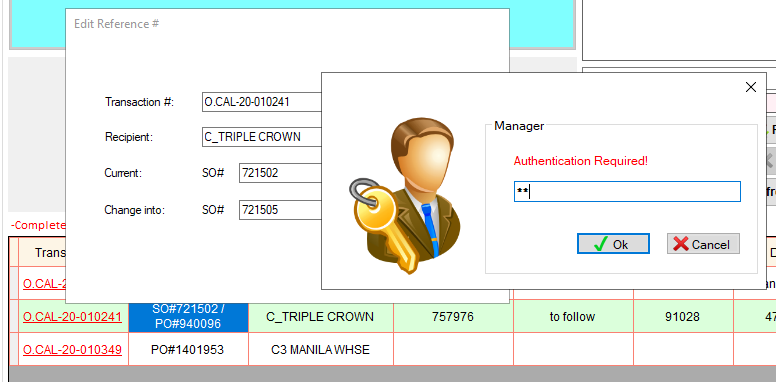 Edit Reference #
Transaction #: O.CAL-20-010241
Recipient: C_TRIPLE CROWN
Current: SO# 721502
Change into: SO# 721505
Manager
Authentication Required!
**
Ok Cancel
-Complete
Trans
O.CAL-2
O.CAL-20-010241 SO#721502 / PO#940096 C_TRIPLE CROWN 757976 to follow 91028 47
O.CAL-20-010349 PO#1401953 C3 MANILA WHSE